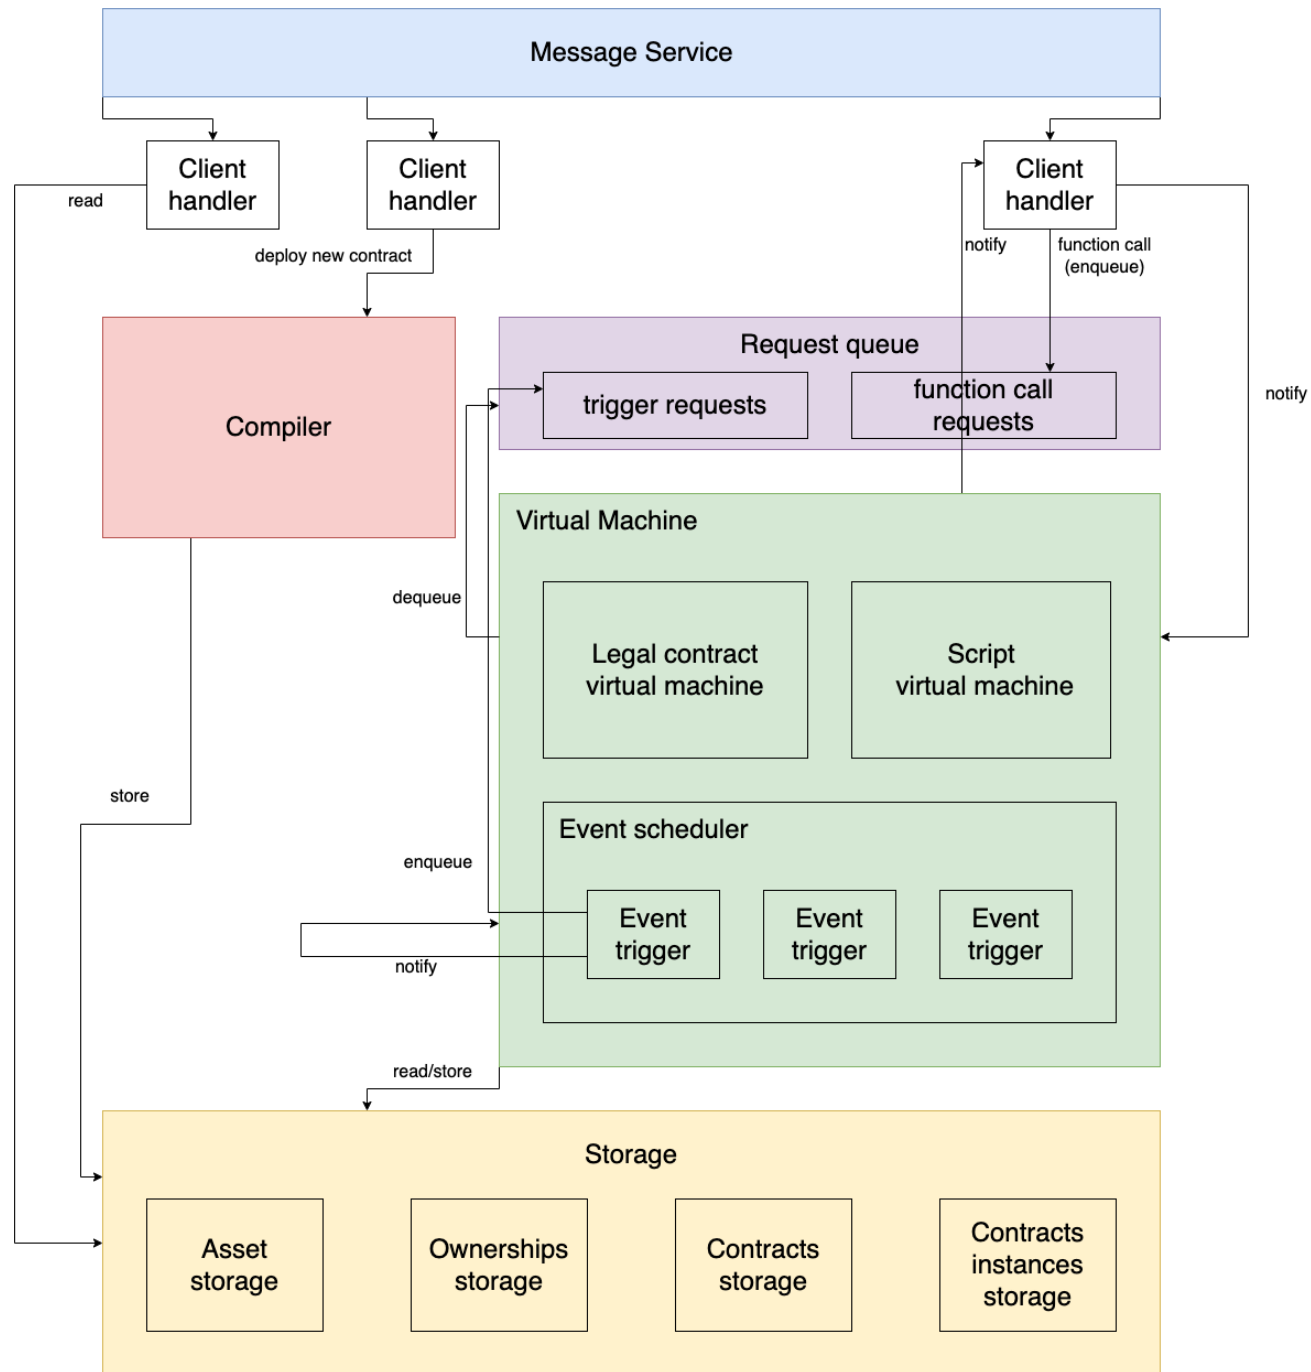 Message Service
Client
handler
Client
handler
Client
handler
read
deploy new contract
notify
function call
(enqueue)
Request queue
trigger requests
function call
requests
notify
Compiler
Virtual Machine
dequeue
Legal contract
virtual machine
Script
virtual machine
store
Event scheduler
enqueue
Event
trigger
Event
trigger
Event
trigger
notify
read/store
Storage
Asset
storage
Ownerships
storage
Contracts
storage
Contracts
instances
storage